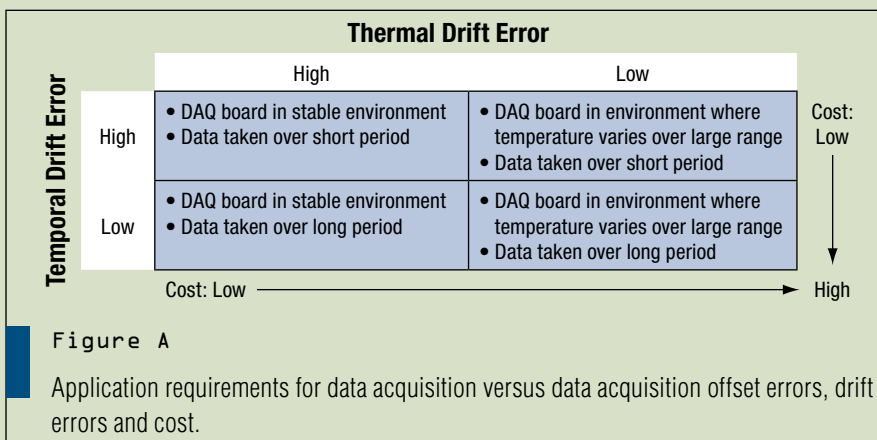 Thermal Drift Error
High
Low
Temporal Drift Error
High
• DAQ board in stable environment
• Data taken over short period
• DAQ board in environment where
temperature varies over large range
• Data taken over short period
Cost:
Low
Low
• DAQ board in stable environment
• Data taken over long period
• DAQ board in environment where
temperature varies over large range
• Data taken over long period
Cost: Low
High
Figure A
Application requirements for data acquisition versus data acquisition offset errors, drift
errors and cost.